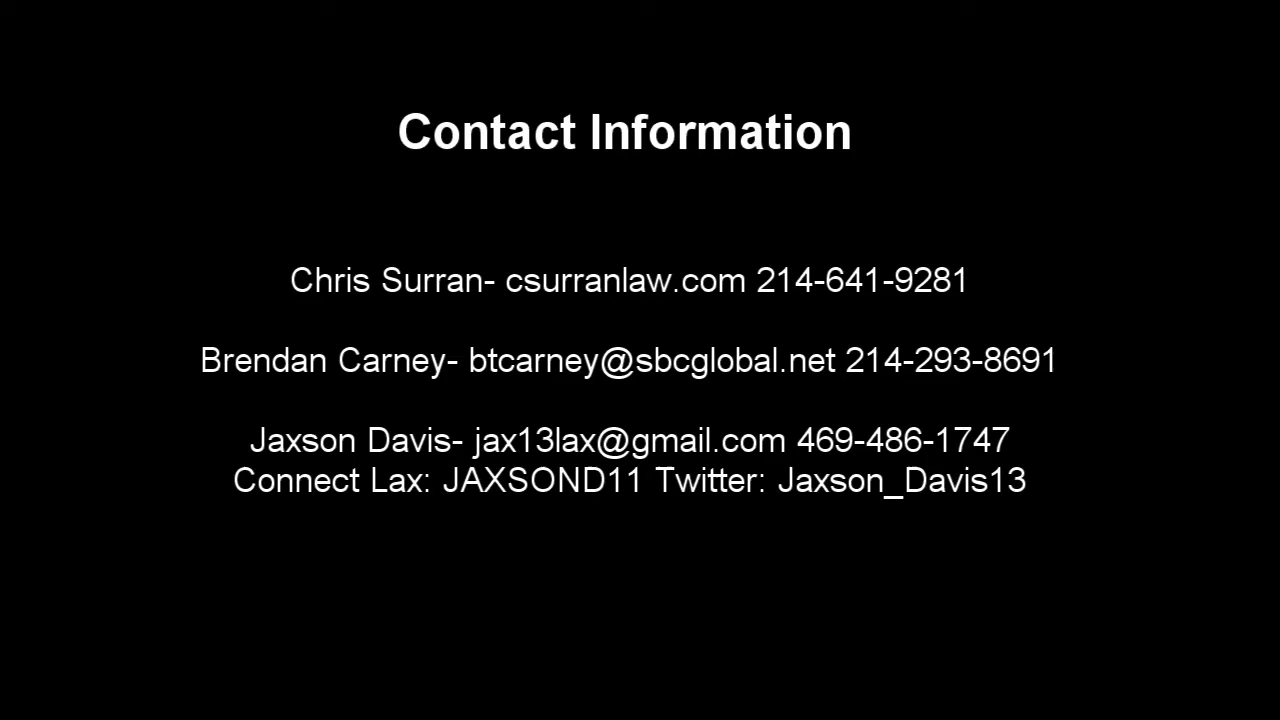 Contact Information
Chris Surran- csurranlaw.com 214-641-9281
Brendan Carney- btcarney@sbcglobal.net 214-293-8691
Jaxson Davis- jax13lax@gmail.com 469-486-1747
Connect Lax: JAXSOND11 Twitter: Jaxson_Davis13